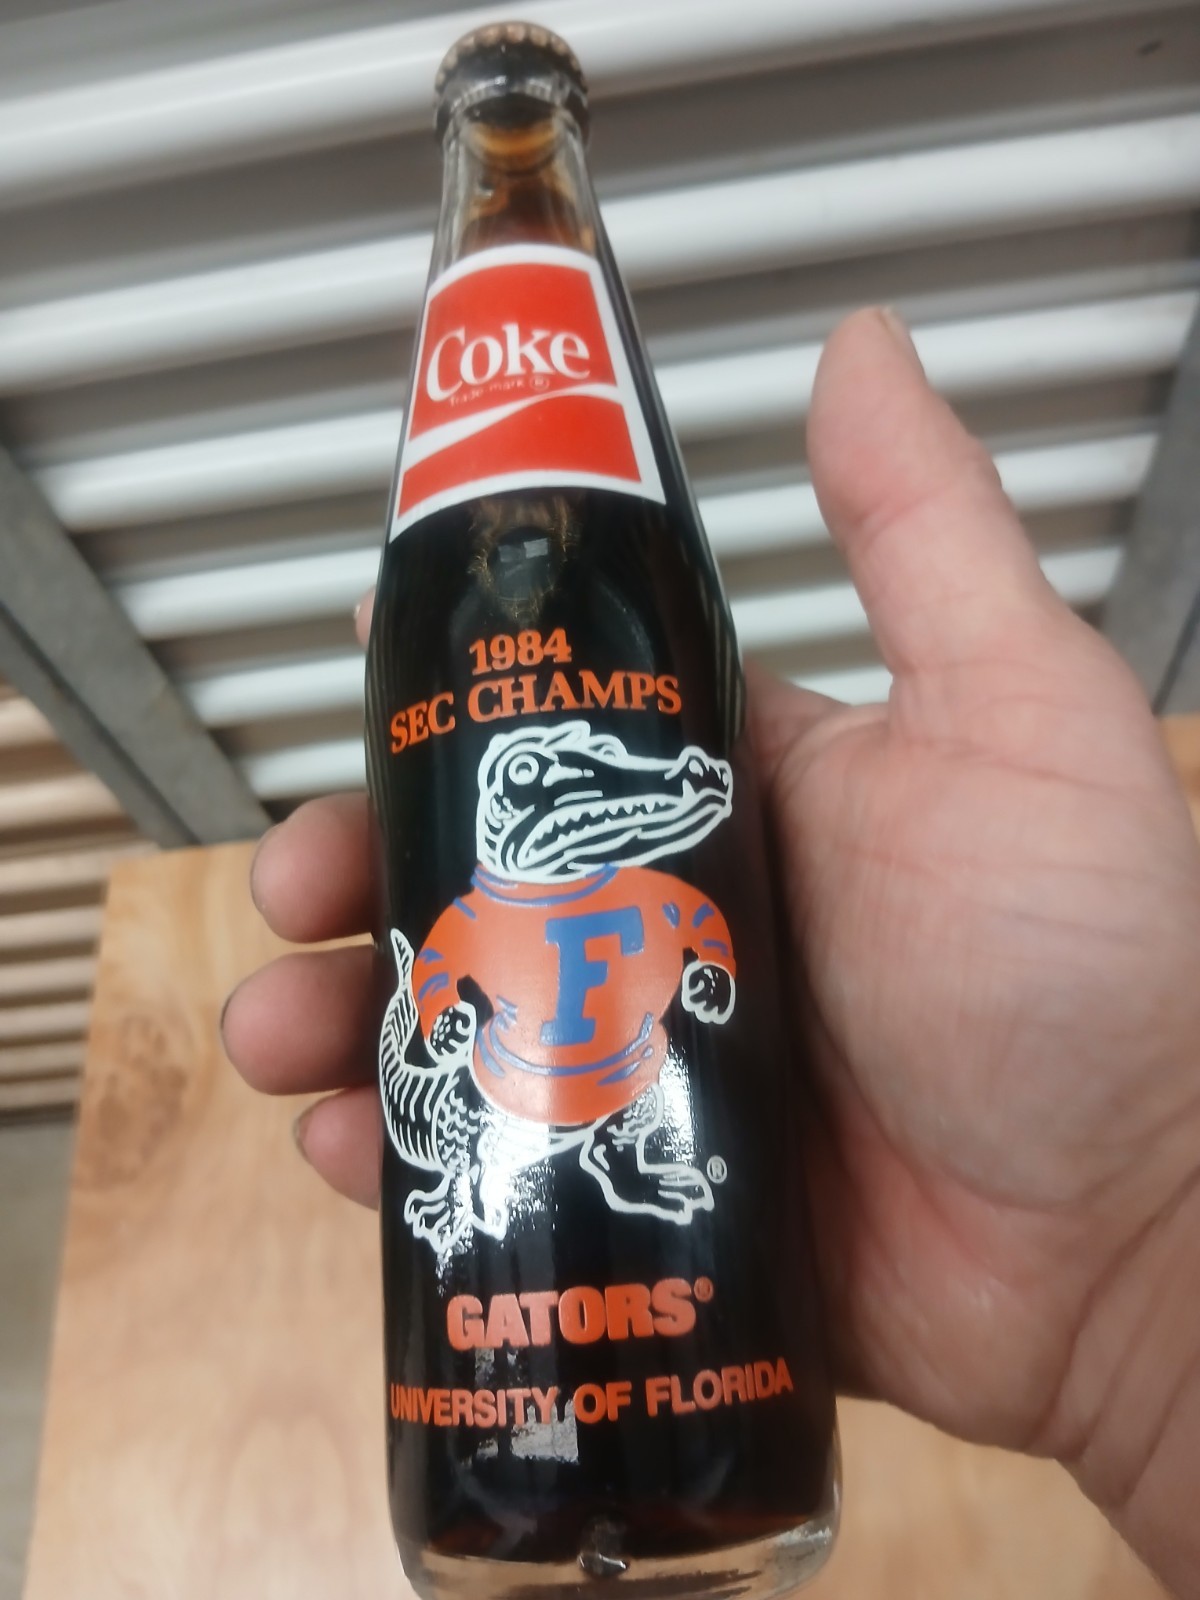 Coke
Trade-mark ®
1984
SEC CHAMPS
F
®
GATORS®
UNIVERSITY OF FLORIDA